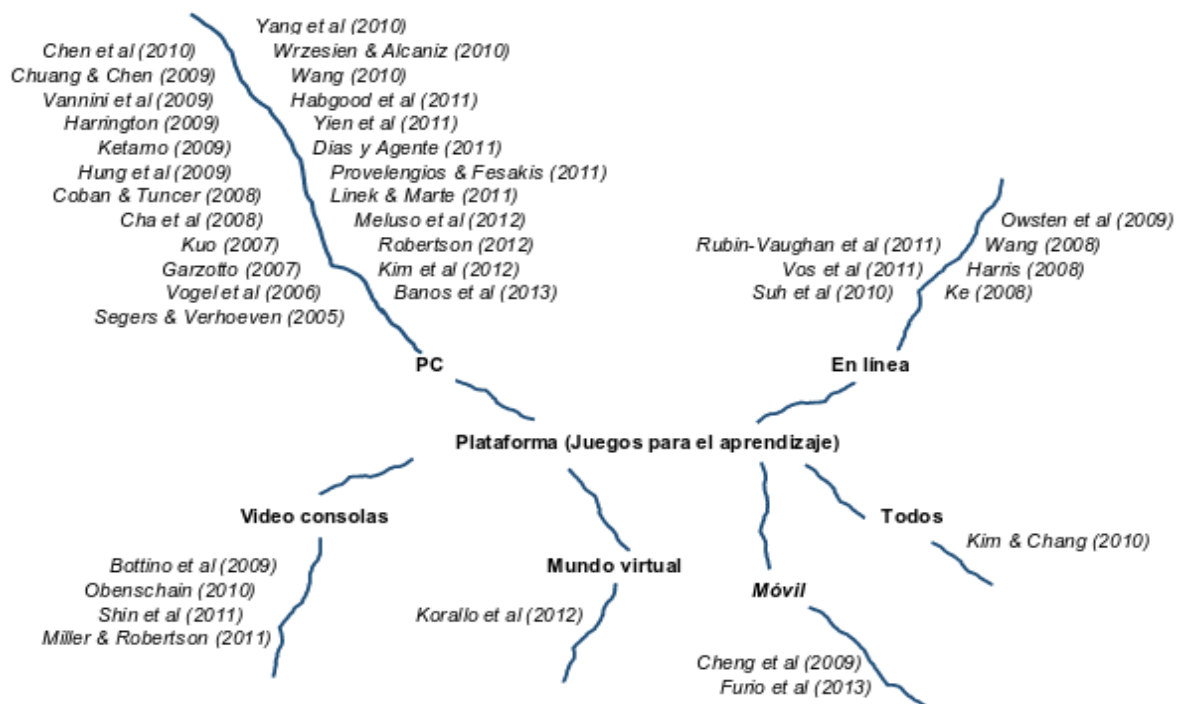 Chen et al (2010)
Chuang & Chen (2009)
Vannini et al (2009)
Harrington (2009)
Ketamo (2009)
Hung et al (2009)
Coban & Tuncer (2008)
Cha et al (2008)
Kuo (2007)
Garzotto (2007)
Vogel et al (2006)
Segers & Verhoeven (2005)
Yang et al (2010)
Wrzesien & Alcaniz (2010)
Wang (2010)
Habgood et al (2011)
Yien et al (2011)
Dias y Agente (2011)
Provelengios & Fesakis (2011)
Linek & Marte (2011)
Meluso et al (2012)
Robertson (2012)
Kim et al (2012)
Banos et al (2013)
PC
Rubin-Vaughan et al (2011)
Vos et al (2011)
Suh et al (2010)
Owsten et al (2009)
Wang (2008)
Harris (2008)
Ke (2008)
En línea
Plataforma (Juegos para el aprendizaje)
Video consolas
Bottino et al (2009)
Obenschain (2010)
Shin et al (2011)
Miller & Robertson (2011)
Mundo virtual
Korallo et al (2012)
Móvil
Cheng et al (2009)
Furio et al (2013)
Todos
Kim & Chang (2010)